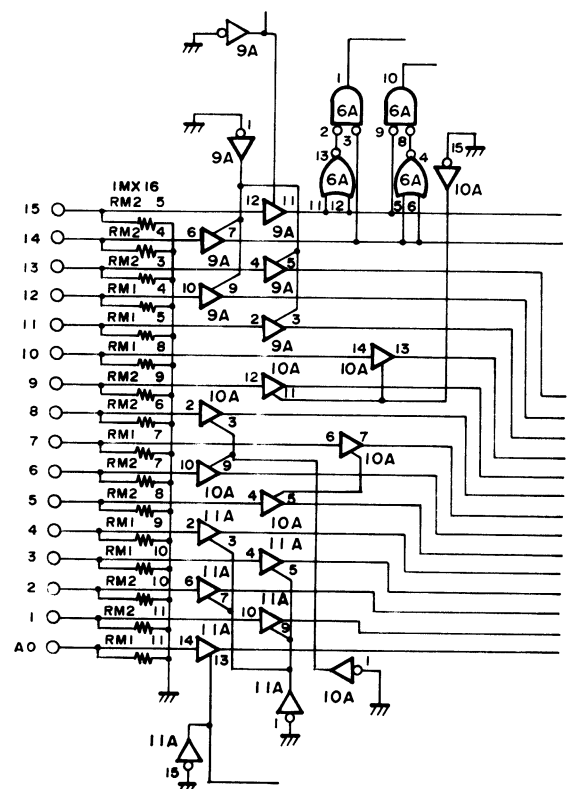 9A
1 10
6A 6A
2 3 9 8
1 15
9A 13 4 10A
6A 6A
1MX16
15 RM2 5 12 11 11 12 5 6
9A
14 RM2 4 6 7
9A
13 RM2 3 4 5
9A
12 RM1 4 10 9
9A
11 RM1 5 2 3
9A
10 RM1 8 14 13
10A 10A
9 RM2 9 12 11
10A
8 RM2 6 2 3
7 RM1 7 6 7
10A
6 RM2 7 10 9
10A
5 RM2 8 4 5
11A 10A
4 RM1 9 2 3
11A
3 RM1 10 4 5
11A
2 RM2 10 6 7
11A
1 RM2 11 10 9
11A
A0 RM1 11 14 13
1
11A 10A
11A 1
15